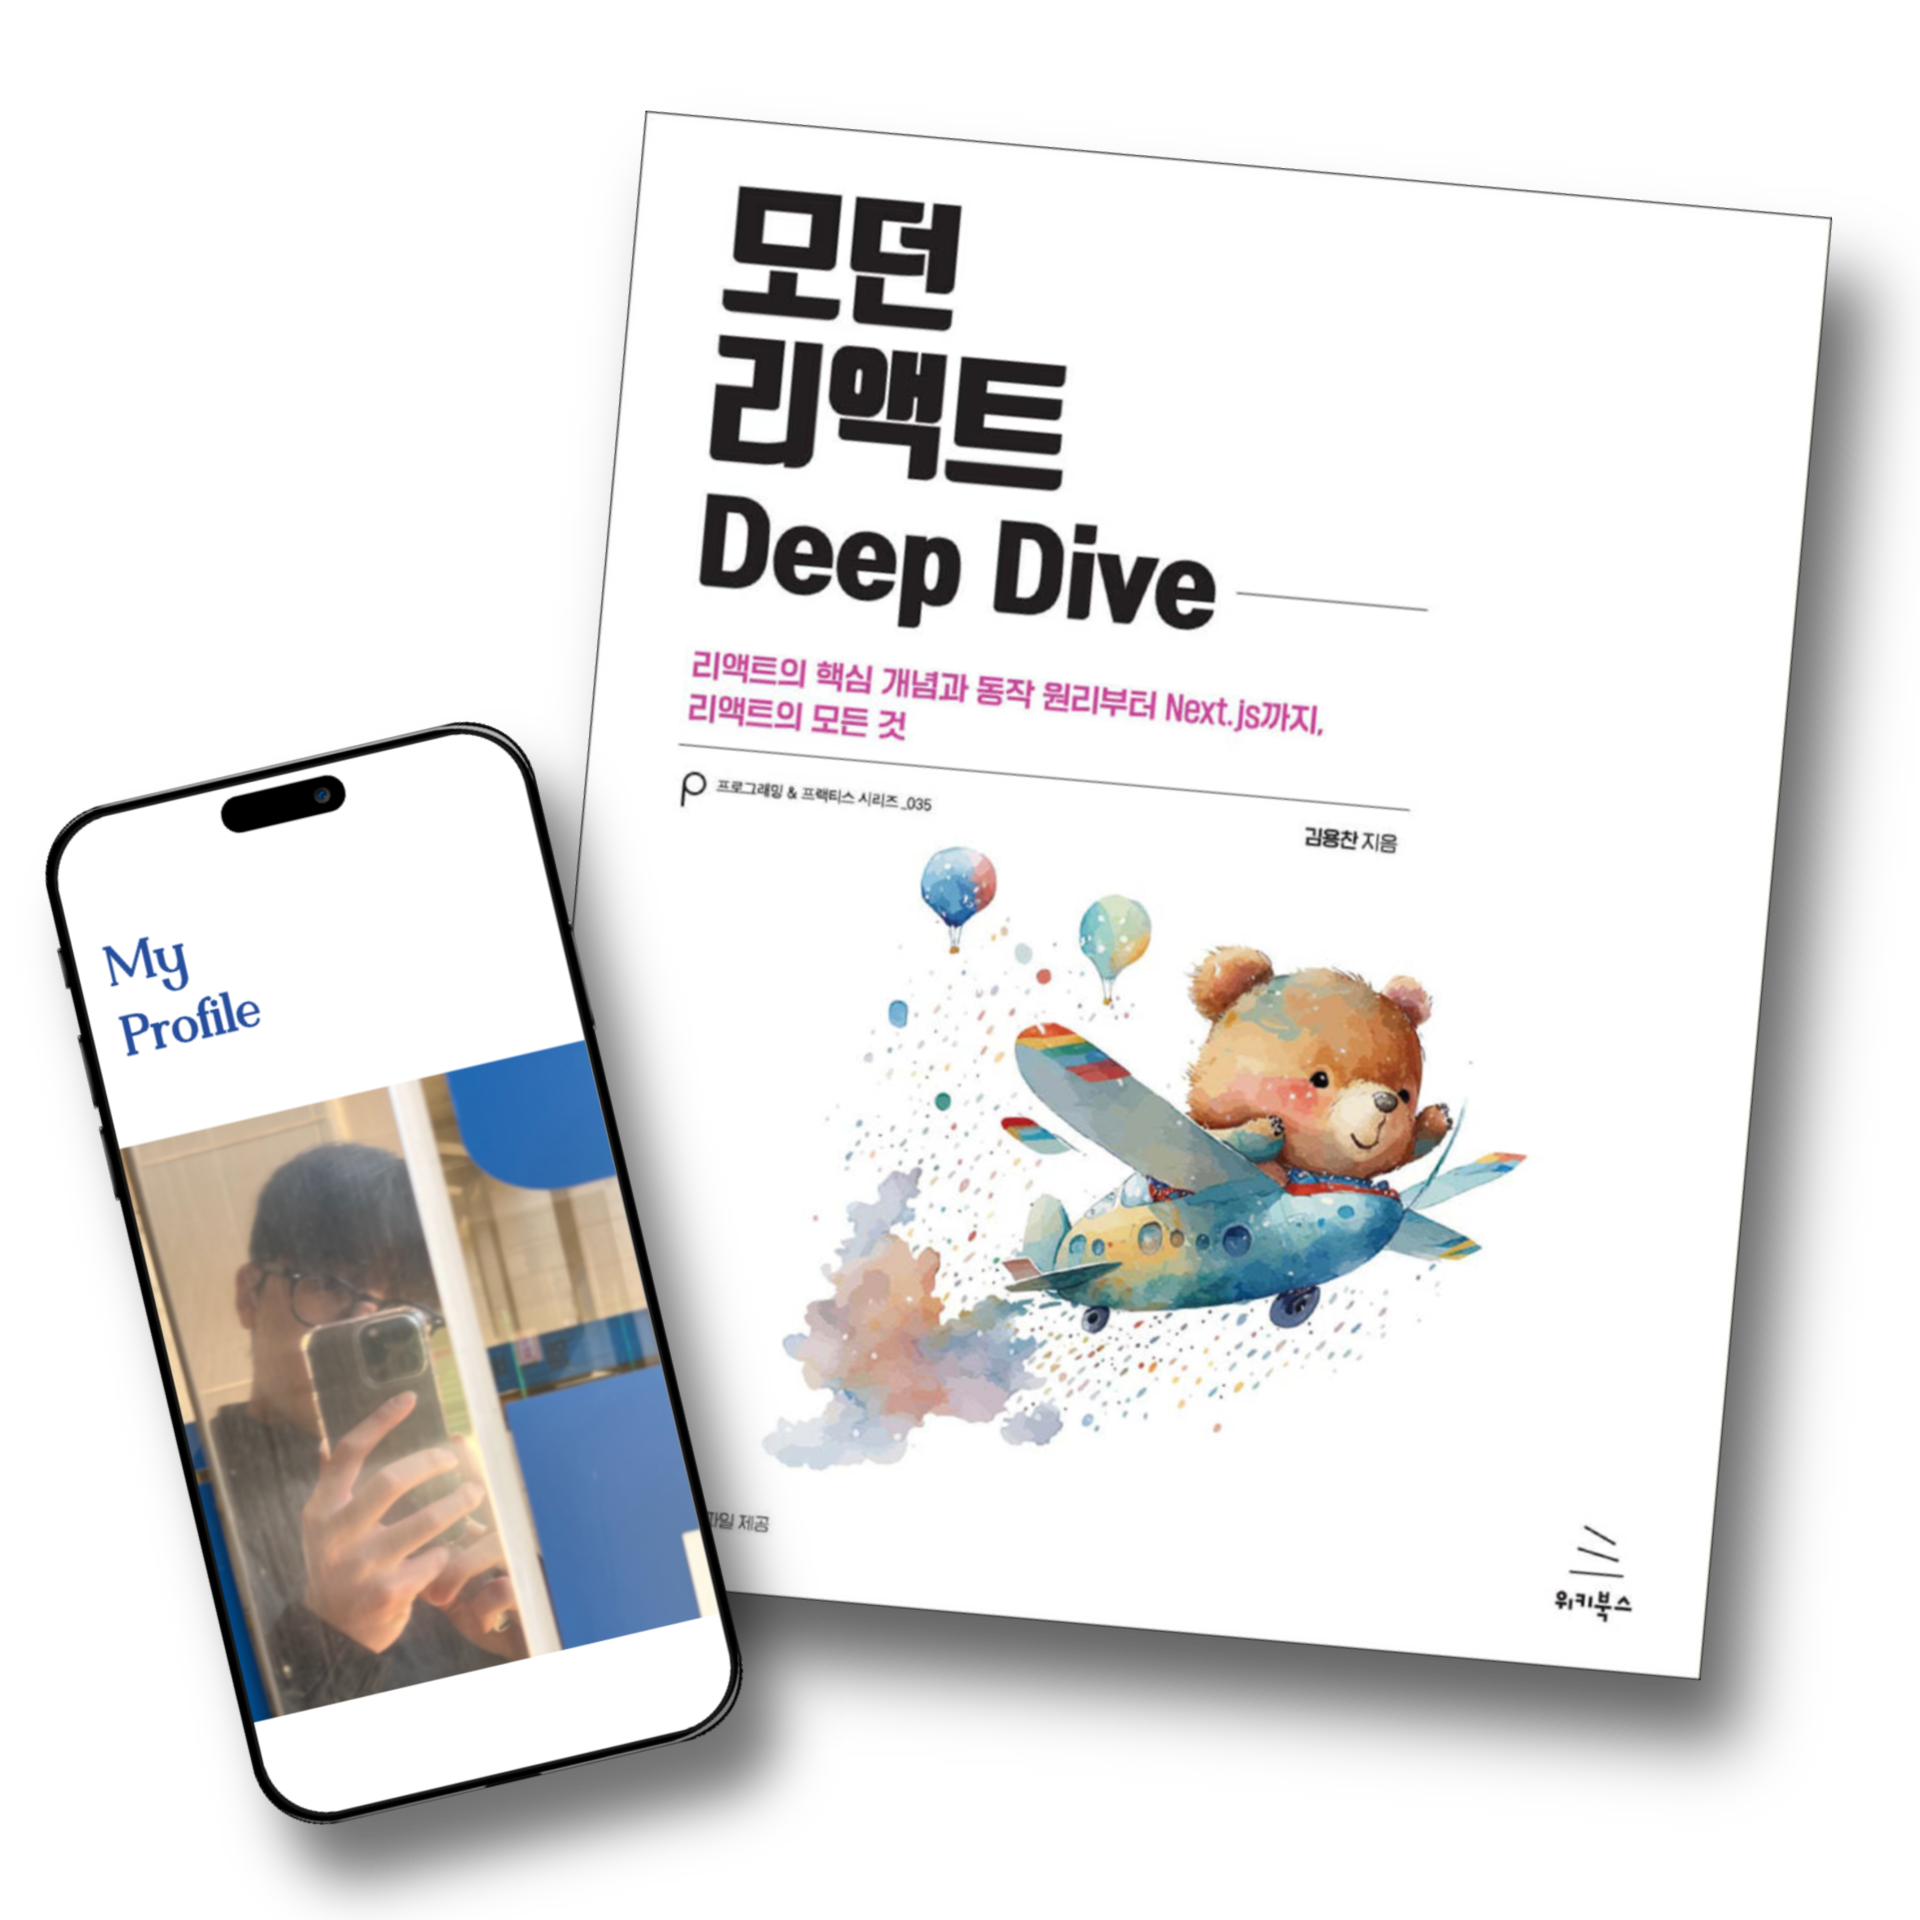 모던
리액트
Deep Dive
리액트의 핵심 개념과 동작 원리부터 Next.js까지,
리액트의 모든 것
프로그래밍 & 프랙티스 시리즈_035
김용찬 지음
My
Profile
파일 제공
위키북스